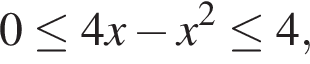 0 ≤ 4x − x² ≤ 4,